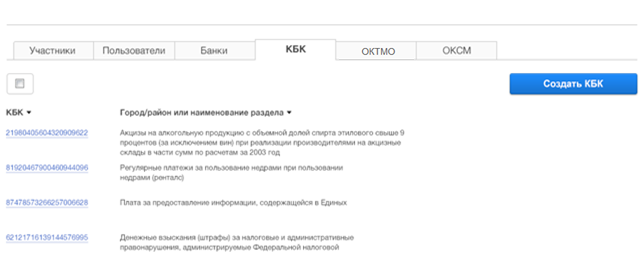 Участники Пользователи Банки КБК ОКТМО ОКСМ
Создать КБК
КБК Город/район или наименование раздела
21980405604320909622 Акцизы на алкогольную продукцию с объемной долей спирта этилового свыше 9
процентов (за исключением вин) при реализации производителями на акцизные
склады в части сумм по расчетам за 2003 год
81920467900460944096 Регулярные платежи за пользование недрами при пользовании
недрами (ренталс)
87478573266257006628 Плата за предоставление информации, содержащейся в Единых
62121716139144576995 Денежные взыскания (штрафы) за налоговые и административные
правонарушения, администрируемые Федеральной налоговой